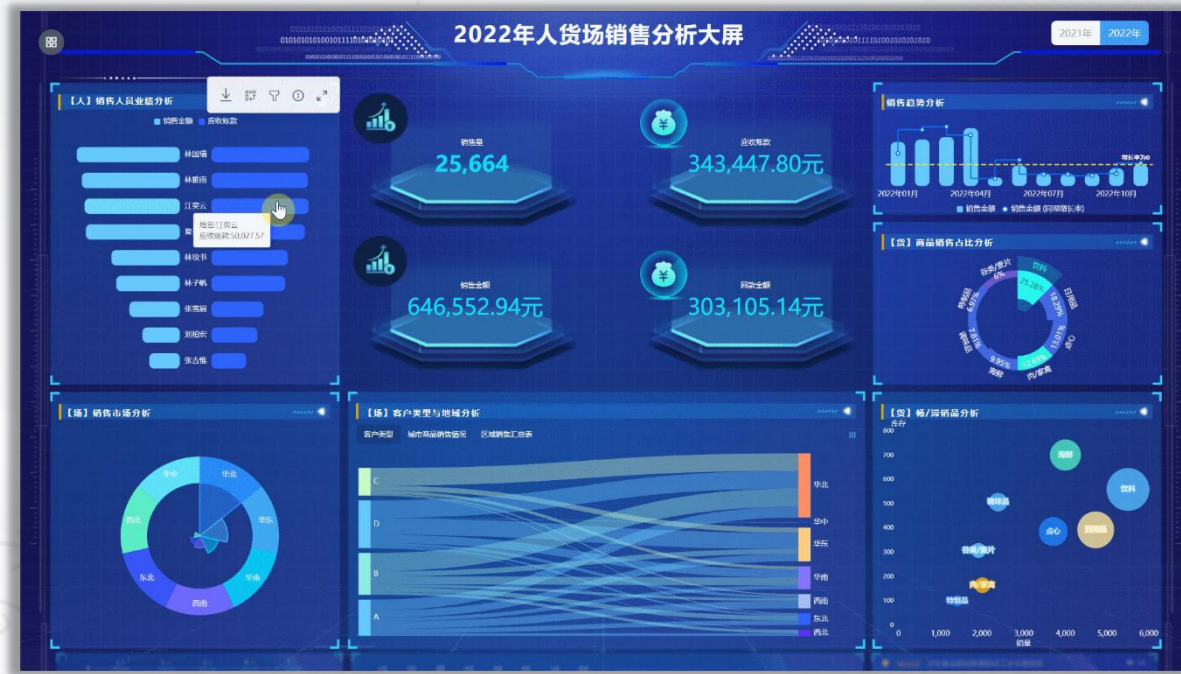 2022年人货场销售分析大屏
2021年 2022年
【人】销售人员业绩分析
销售金额 应收账款
林国瑞
林雅南
江奕云
姓名:江奕云
应收账款:50,027.57
林玟书
林子帆
张雪眉
刘柏宏
张志惟
销售量
25,664
应收账款
343,447.80元
销售金额
646,552.94元
回款金额
303,105.14元
销售趋势分析
增长率为0
2022年01月 2022年04月 2022年07月 2022年10月
销售金额 销售金额 (同期增长率)
【货】商品销售占比分析
谷类/麦片
6%
饮料
25.28%
日用品
18.29%
点心
13.01%
肉/家禽
海鲜
9.95%
调味品
7.81%
特制品
6.97%
【场】销售市场分析
华中
华北
西北
华东
东北
华南
西南
【场】客户类型与地域分析
客户类型 城市商品销售情况 区域销售汇总表
C
D
B
A
华北
华中
华东
华南
西南
东北
西北
【货】畅/滞销品分析
库存
800
700
600
500
400
300
200
100
0
海鲜
饮料
调味品
点心
日用品
谷类/麦片
肉/家禽
特制品
0 1,000 2,000 3,000 4,000 5,000 6,000
销量